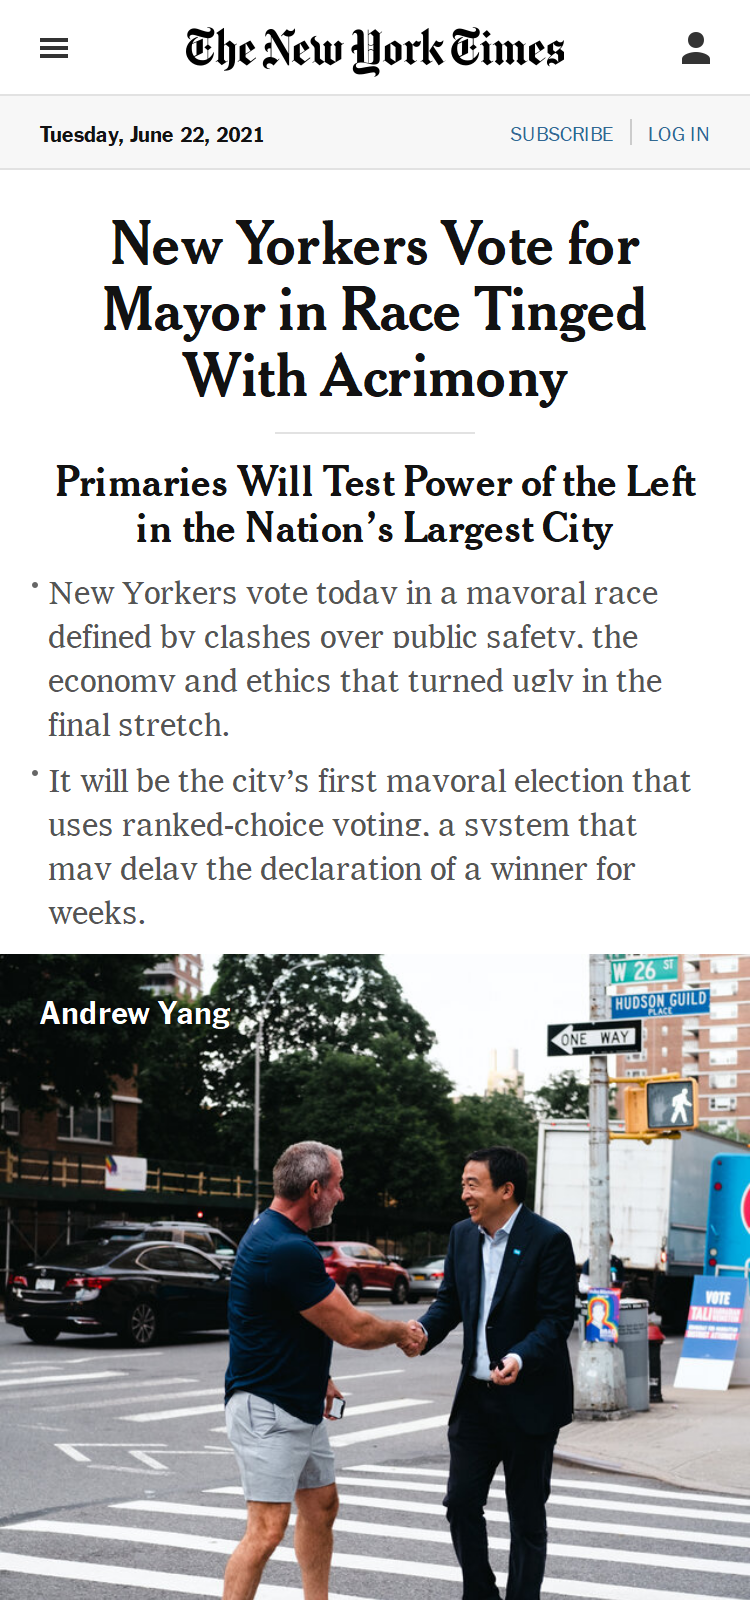 The New York Times
Tuesday, June 22, 2021
SUBSCRIBE
LOG IN
New Yorkers Vote for
Mayor in Race Tinged
With Acrimony
Primaries Will Test Power of the Left
in the Nation’s Largest City
• New Yorkers vote today in a mayoral race
defined by clashes over public safety, the
economy and ethics that turned ugly in the
final stretch.
• It will be the city’s first mayoral election that
uses ranked-choice voting, a system that
may delay the declaration of a winner for
weeks.
Andrew Yang
W 26 ST
HUDSON GUILD
PLACE
ONE WAY
VOTE
TALI